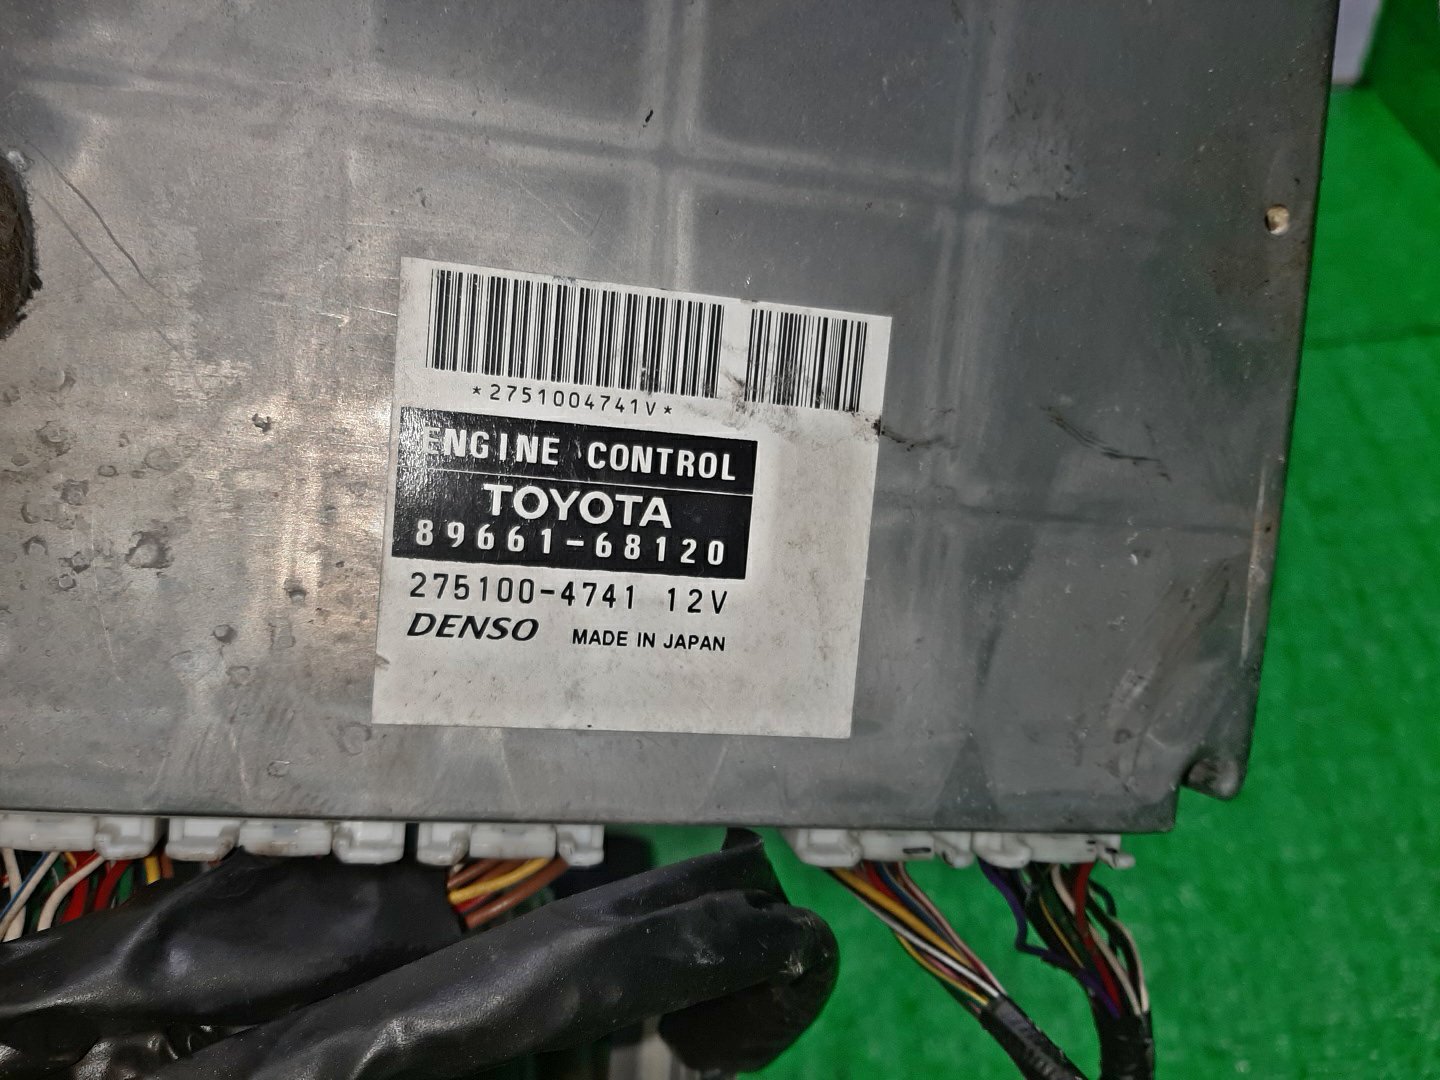 *2751004741V*
ENGINE CONTROL
TOYOTA
89661-68120
275100-4741 12V
DENSO MADE IN JAPAN